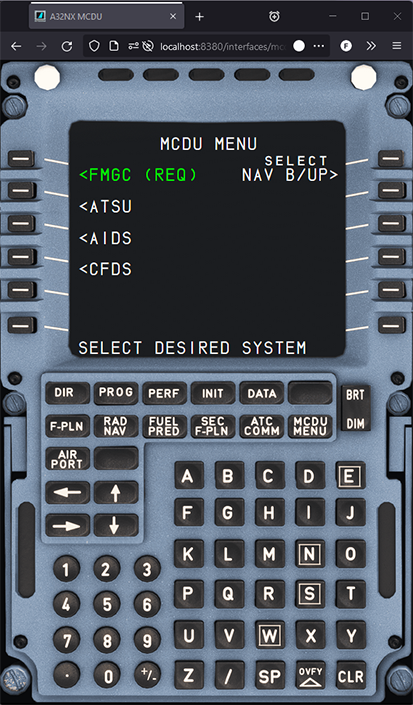 A32NX MCDU
localhost:8380/interfaces/mc
MCDU MENU
SELECT
<FMGC (REQ) NAV B/UP>
<ATSU
<AIDS
<CFDS
SELECT DESIRED SYSTEM
DIR PROG PERF INIT DATA BRT
F-PLN RAD NAV FUEL PRED SEC F-PLN ATC COMM MCDU MENU DIM
AIR PORT
A B C D E
F G H I J
K L M N O
1 2 3 P Q R S T
4 5 6 U V W X Y
7 8 9 Z / SP OVFY CLR
. 0 +/-